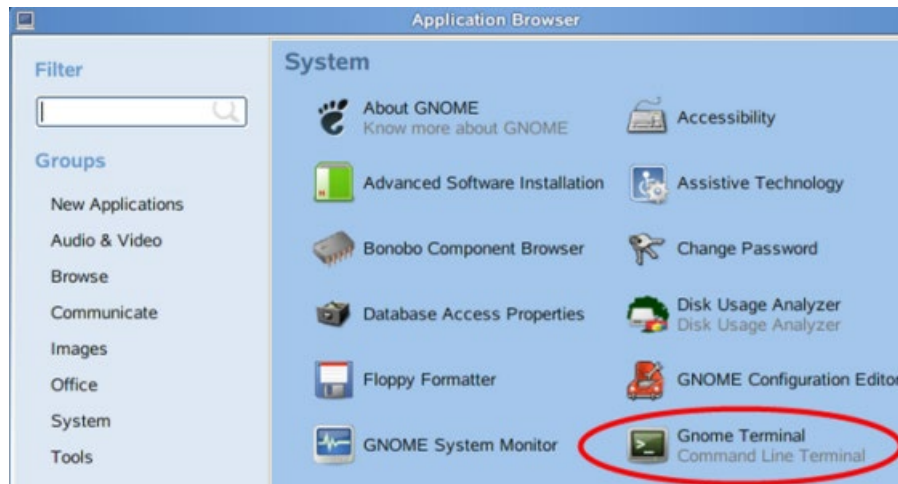 Application Browser
Filter
Groups
New Applications
Audio & Video
Browse
Communicate
Images
Office
System
Tools
System
About GNOME
Know more about GNOME
Accessibility
Advanced Software Installation
Assistive Technology
Bonobo Component Browser
Change Password
Database Access Properties
Disk Usage Analyzer
Disk Usage Analyzer
Floppy Formatter
GNOME Configuration Editor
GNOME System Monitor
Gnome Terminal
Command Line Terminal